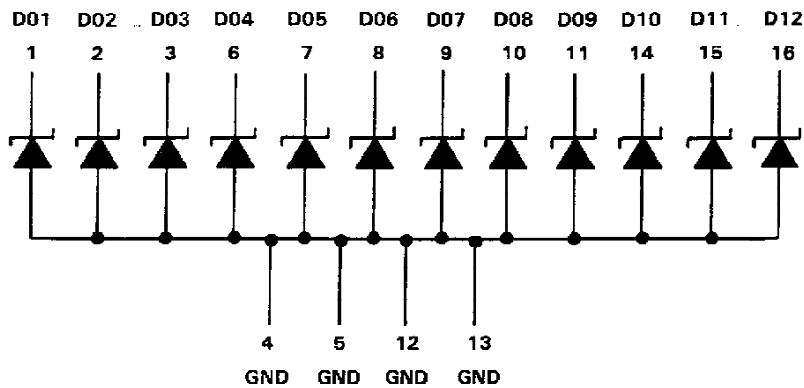 D01 D02 D03 D04 D05 D06 D07 D08 D09 D10 D11 D12
1 2 3 6 7 8 9 10 11 14 15 16
4 5 12 13
GND GND GND GND